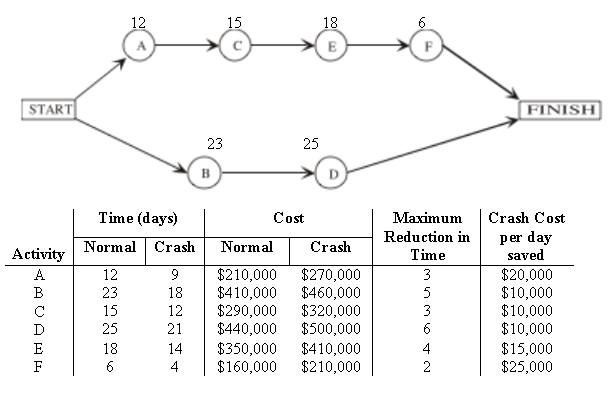 12 15 18 6
A C E F
START FINISH
23 25
B D
Time (days) Cost Maximum Reduction in Time Crash Cost per day saved
Activity Normal Crash Normal Crash
A 12 9 $210,000 $270,000 3 $20,000
B 23 18 $410,000 $460,000 5 $10,000
C 15 12 $290,000 $320,000 3 $10,000
D 25 21 $440,000 $500,000 6 $10,000
E 18 14 $350,000 $410,000 4 $15,000
F 6 4 $160,000 $210,000 2 $25,000